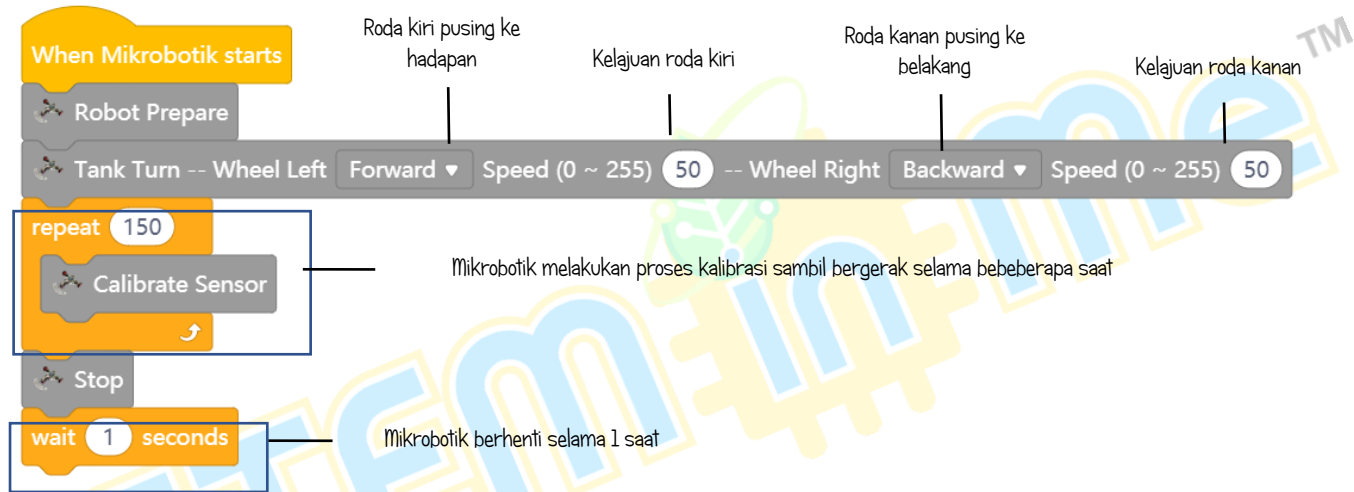 Roda kiri pusing ke
hadapan
Kelajuan roda kiri
Roda kanan pusing ke
belakang
Kelajuan roda kanan
TM
When Mikrobotik starts
Robot Prepare
Tank Turn -- Wheel Left Forward ▾ Speed (0 ~ 255) 50 -- Wheel Right Backward ▾ Speed (0 ~ 255) 50
repeat 150
Calibrate Sensor
Mikrobotik melakukan proses kalibrasi sambil bergerak selama bebeberapa saat
Stop
wait 1 seconds
Mikrobotik berhenti selama 1 saat
STEM in me